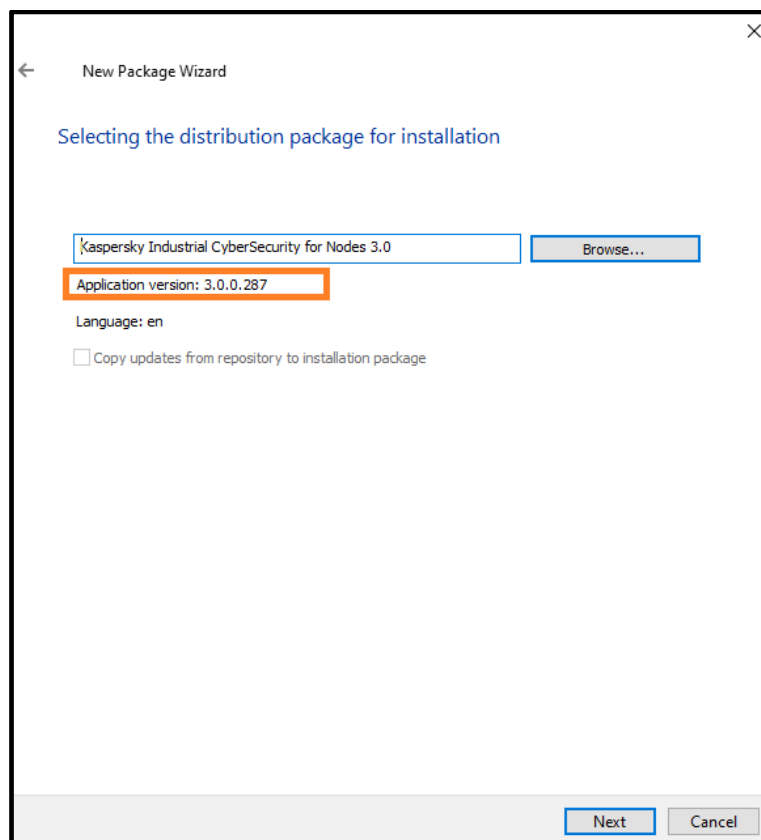 New Package Wizard
Selecting the distribution package for installation
Kaspersky Industrial CyberSecurity for Nodes 3.0
Browse...
Application version: 3.0.0.287
Language: en
Copy updates from repository to installation package
Next
Cancel